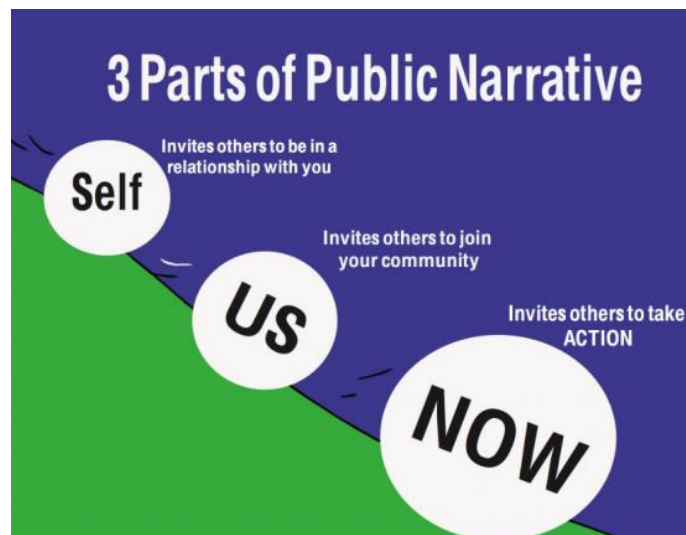 3 Parts of Public Narrative
Self
Invites others to be in a
relationship with you
US
Invites others to join
your community
NOW
Invites others to take
ACTION